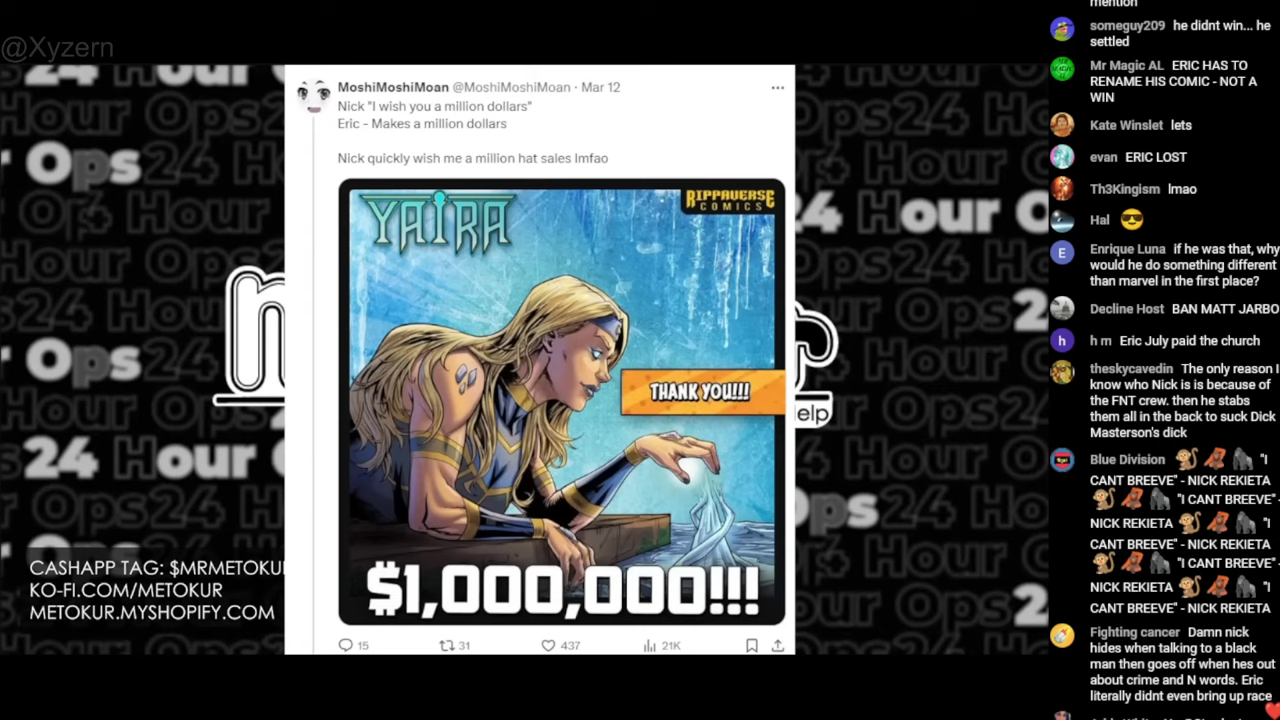 @Xyzern
MoshiMoshiMoan @MoshiMoshiMoan · Mar 12
Nick "I wish you a million dollars"
Eric - Makes a million dollars
Nick quickly wish me a million hat sales lmfao
YAIRA
RIPPAVERSE
COMICS
THANK YOU!!!
$1,000,000!!!
15
31
437
21K
24 Hour Ops
CASHAPP TAG: $MRMETOKU
KO-FI.COM/METOKUR
METOKUR.MYSHOPIFY.COM
mention
someguy209 he didnt win... he
settled
Mr Magic AL ERIC HAS TO
RENAME HIS COMIC - NOT A
WIN
Kate Winslet lets
evan ERIC LOST
Th3Kingism lmao
Hal
Enrique Luna if he was that, why
would he do something different
than marvel in the first place?
Decline Host BAN MATT JARBO
h m Eric July paid the church
theskycavedin The only reason I
know who Nick is is because of
the FNT crew. then he stabs
them all in the back to suck Dick
Masterson's dick
Blue Division "I
CANT BREEVE" - NICK REKIETA
"I CANT BREEVE" -
NICK REKIETA "I
CANT BREEVE" - NICK REKIETA
"I CANT BREEVE" -
NICK REKIETA "I
CANT BREEVE" - NICK REKIETA
Fighting cancer Damn nick
hides when talking to a black
man then goes off when hes out
about crime and N words. Eric
literally didnt even bring up race